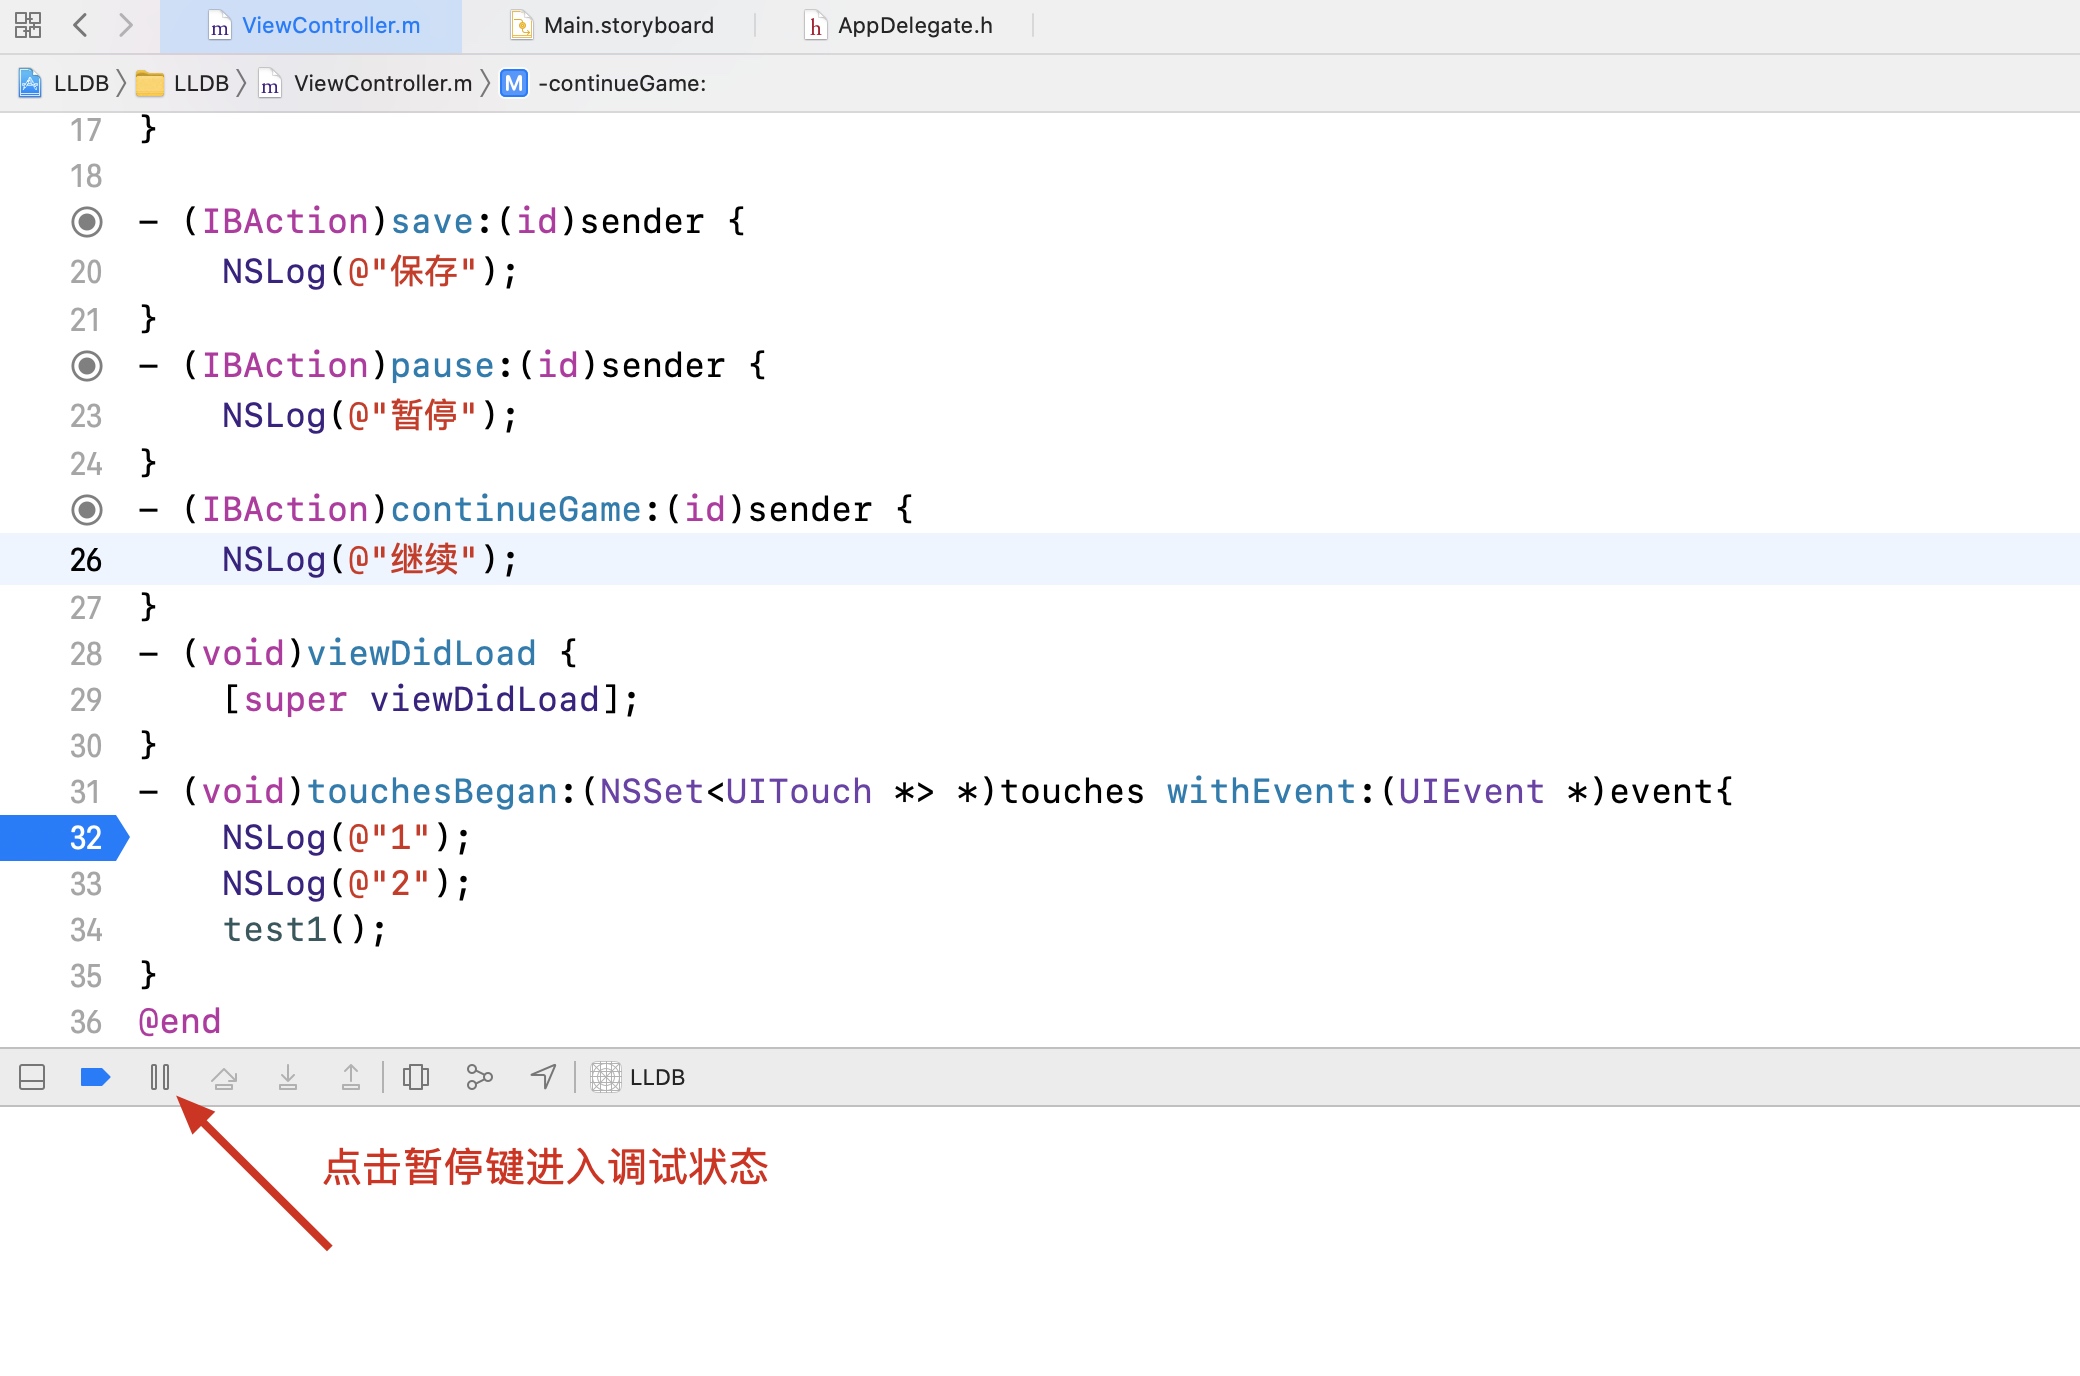 ViewController.m Main.storyboard AppDelegate.h
LLDB LLDB ViewController.m M -continueGame:
17 }
18
- (IBAction)save:(id)sender {
20 NSLog(@"保存");
21 }
- (IBAction)pause:(id)sender {
23 NSLog(@"暂停");
24 }
- (IBAction)continueGame:(id)sender {
26 NSLog(@"继续");
27 }
28 - (void)viewDidLoad {
29 [super viewDidLoad];
30 }
31 - (void)touchesBegan:(NSSet<UITouch *> *)touches withEvent:(UIEvent *)event{
32 NSLog(@"1");
33 NSLog(@"2");
34 test1();
35 }
36 @end
LLDB
点击暂停键进入调试状态